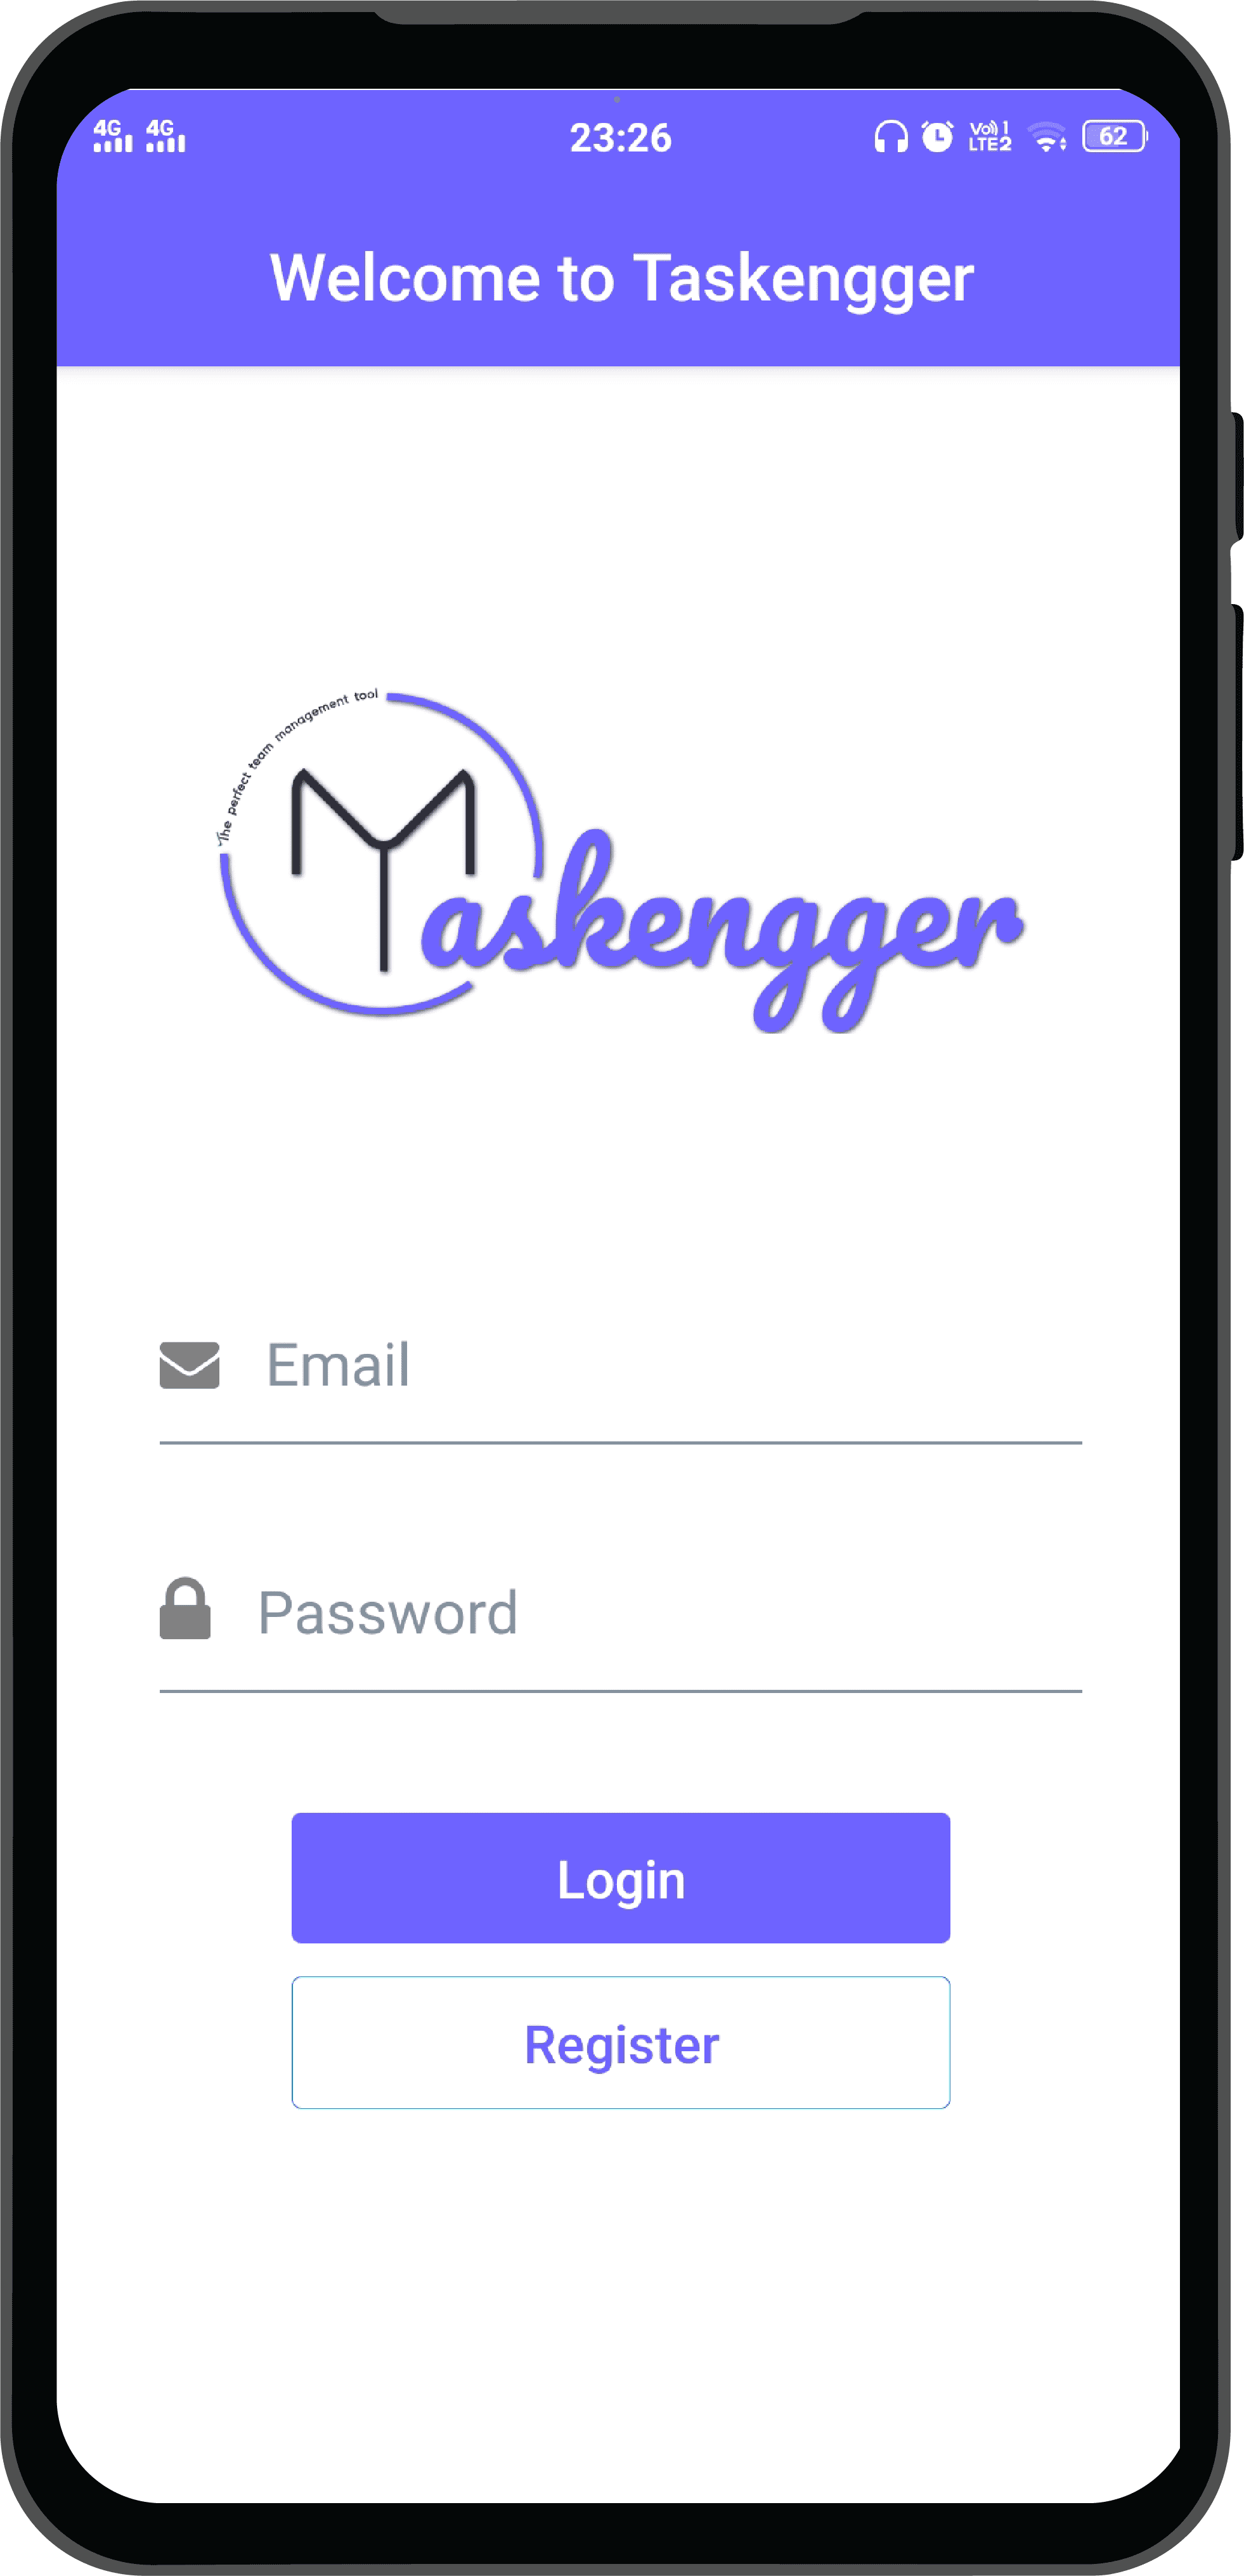 4G 4G 23:26 Vo)) 1 LTE2 62
Welcome to Taskengger
The perfect team management tool
Taskengger
Email
Password
Login
Register